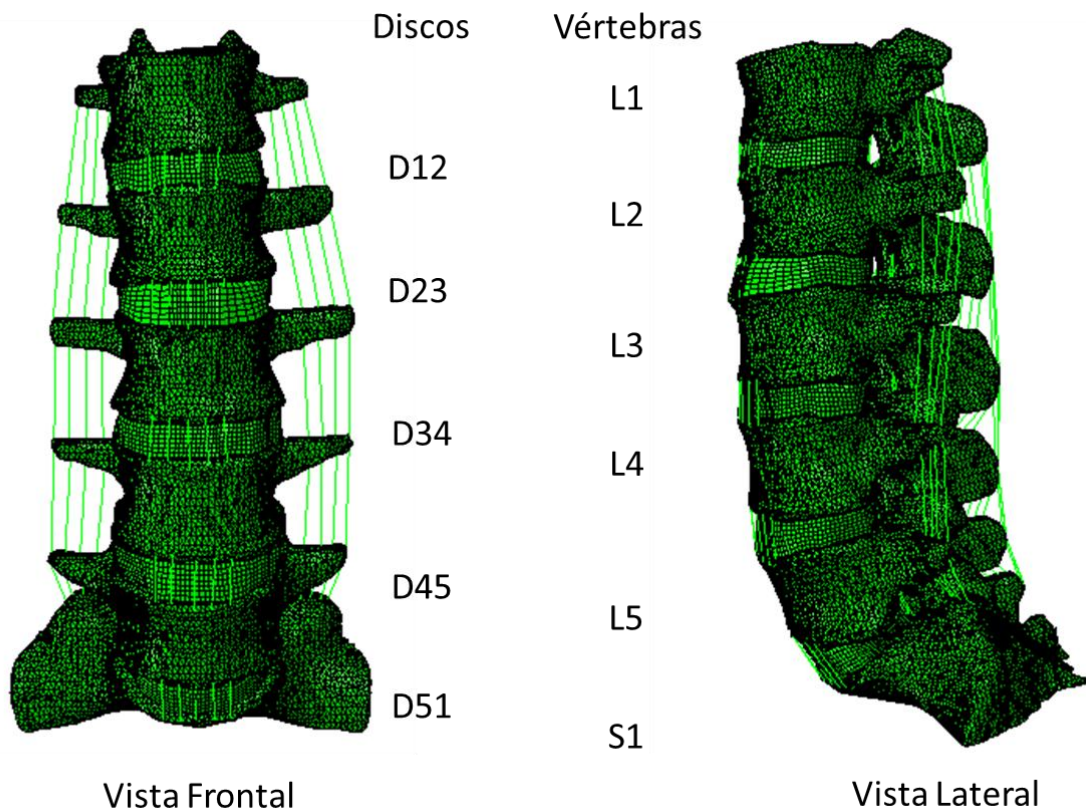 Discos Vértebras
L1
D12
L2
D23
L3
D34
L4
D45
L5
D51
S1
Vista Frontal Vista Lateral